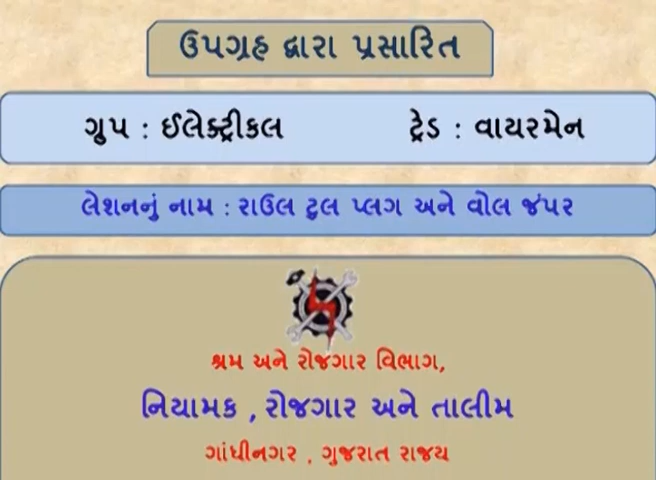 ઉપગ્રહ દ્વારા પ્રસારિત
ગ્રુપ : ઈલેક્ટ્રીકલ ટ્રેડ : વાયરમેન
લેશનનું નામ : રાઉલ ટુલ પ્લગ અને વોલ જંપર
શ્રમ અને રોજગાર વિભાગ,
નિયામક , રોજગાર અને તાલીમ
ગાંધીનગર , ગુજરાત રાજય